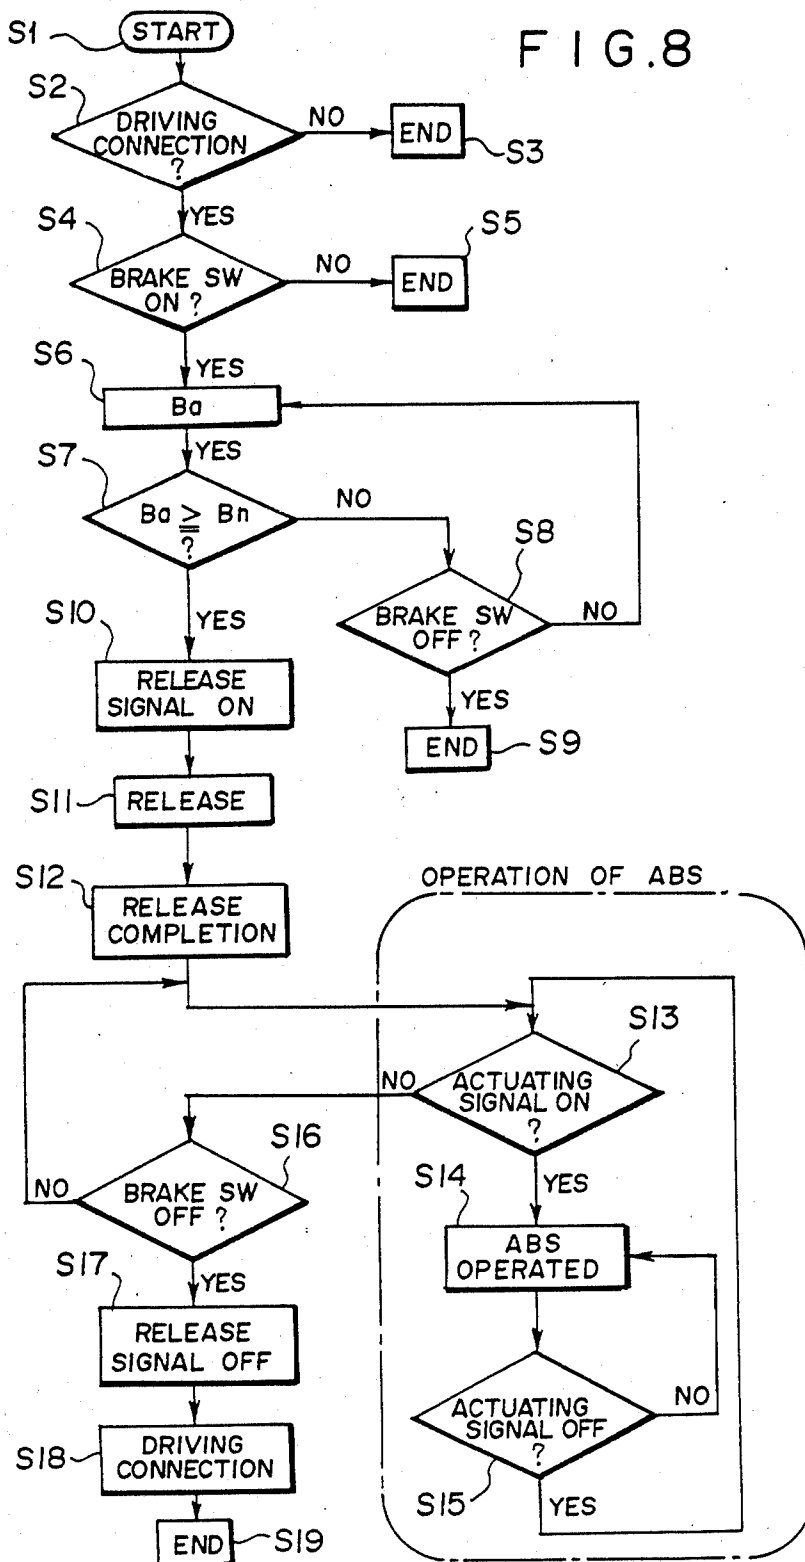 FIG.8
S1
START
S2
DRIVING
CONNECTION
?
NO
END
S3
YES
S4
BRAKE SW
ON ?
NO
END
S5
YES
S6
Ba
YES
S7
Ba ≧ Bn
?
NO
S8
BRAKE SW
OFF ?
NO
YES
END
S9
YES
S10
RELEASE
SIGNAL ON
S11
RELEASE
S12
RELEASE
COMPLETION
OPERATION OF ABS
S13
ACTUATING
SIGNAL ON
?
NO
YES
S14
ABS
OPERATED
S15
ACTUATING
SIGNAL OFF
?
NO
YES
S16
BRAKE SW
OFF ?
NO
YES
S17
RELEASE
SIGNAL OFF
S18
DRIVING
CONNECTION
END
S19